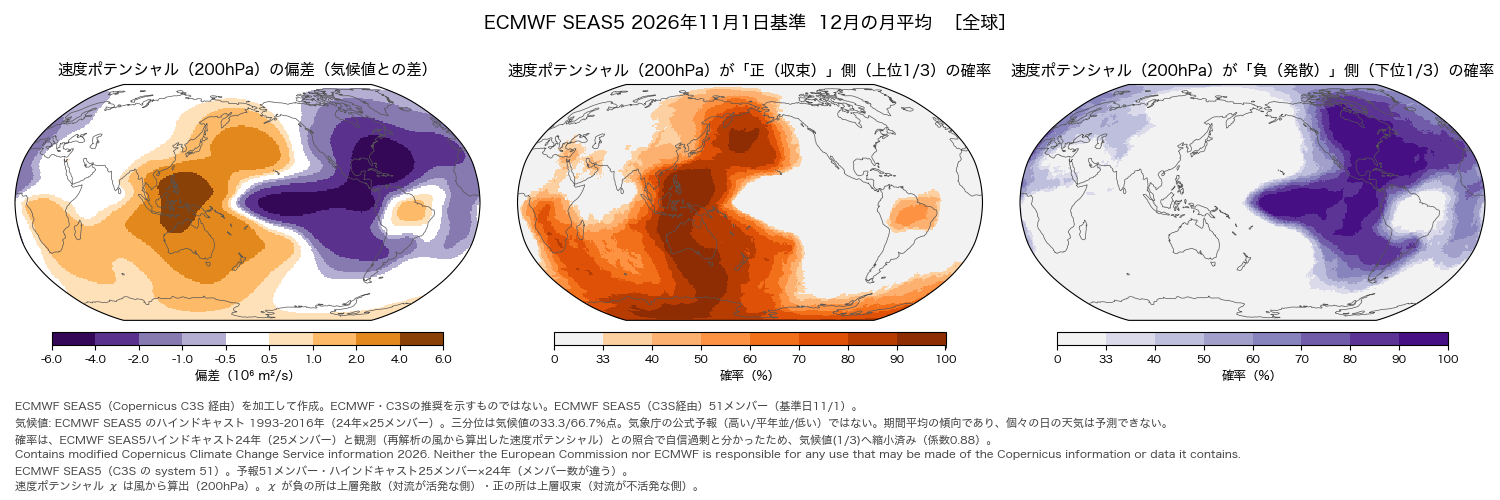 ECMWF SEAS5 2026年11月1日基準  12月の月平均  ［全球］
速度ポテンシャル（200hPa）の偏差（気候値との差）
速度ポテンシャル（200hPa）が「正（収束）」側（上位1/3）の確率
速度ポテンシャル（200hPa）が「負（発散）」側（下位1/3）の確率
-6.0 -4.0 -2.0 -1.0 -0.5 0.5 1.0 2.0 4.0 6.0
偏差（10⁶ m²/s）
0 33 40 50 60 70 80 90 100
確率（%）
0 33 40 50 60 70 80 90 100
確率（%）
ECMWF SEAS5（Copernicus C3S 経由）を加工して作成。ECMWF・C3Sの推奨を示すものではない。ECMWF SEAS5（C3S経由）51メンバー（基準日11/1）。
気候値: ECMWF SEAS5 のハインドキャスト 1993-2016年（24年×25メンバー）。三分位は気候値の33.3/66.7%点。気象庁の公式予報（高い/平年並/低い）ではない。期間平均の傾向であり、個々の日の天気は予測できない。
確率は、ECMWF SEAS5ハインドキャスト24年（25メンバー）と観測（再解析の風から算出した速度ポテンシャル）との照合で自信過剰と分かったため、気候値(1/3)へ縮小済み（係数0.88）。
Contains modified Copernicus Climate Change Service information 2026. Neither the European Commission nor ECMWF is responsible for any use that may be made of the Copernicus information or data it contains.
ECMWF SEAS5（C3S の system 51）。予報51メンバー・ハインドキャスト25メンバー×24年（メンバー数が違う）。
速度ポテンシャル χ は風から算出（200hPa）。χ が負の所は上層発散（対流が活発な側）・正の所は上層収束（対流が不活発な側）。